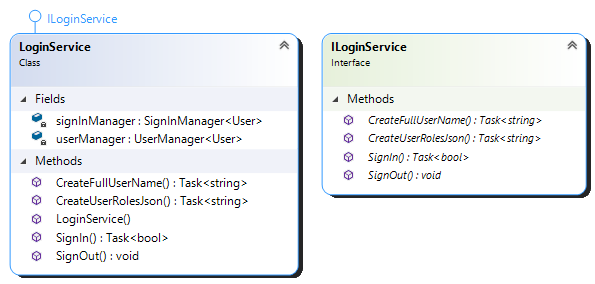 ILoginService
LoginService
Class
Fields
signInManager : SignInManager<User>
userManager : UserManager<User>
Methods
CreateFullUserName() : Task<string>
CreateUserRolesJson() : Task<string>
LoginService()
SignIn() : Task<bool>
SignOut() : void
ILoginService
Interface
Methods
CreateFullUserName() : Task<string>
CreateUserRolesJson() : Task<string>
SignIn() : Task<bool>
SignOut() : void